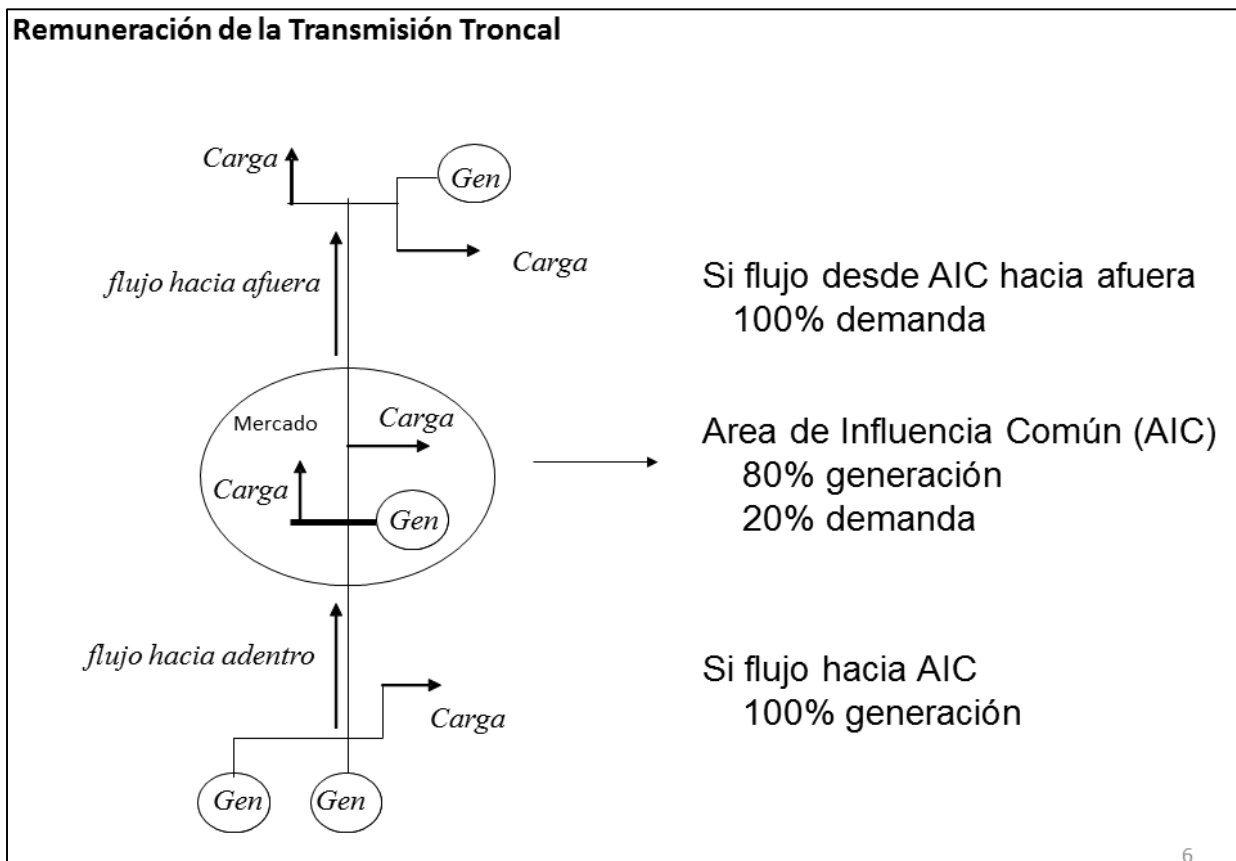 Remuneración de la Transmisión Troncal
Carga
Gen
Carga
flujo hacia afuera
Si flujo desde AIC hacia afuera
100% demanda
Mercado
Carga
Carga
Gen
Area de Influencia Común (AIC)
80% generación
20% demanda
flujo hacia adentro
Carga
Si flujo hacia AIC
100% generación
Gen
Gen
6